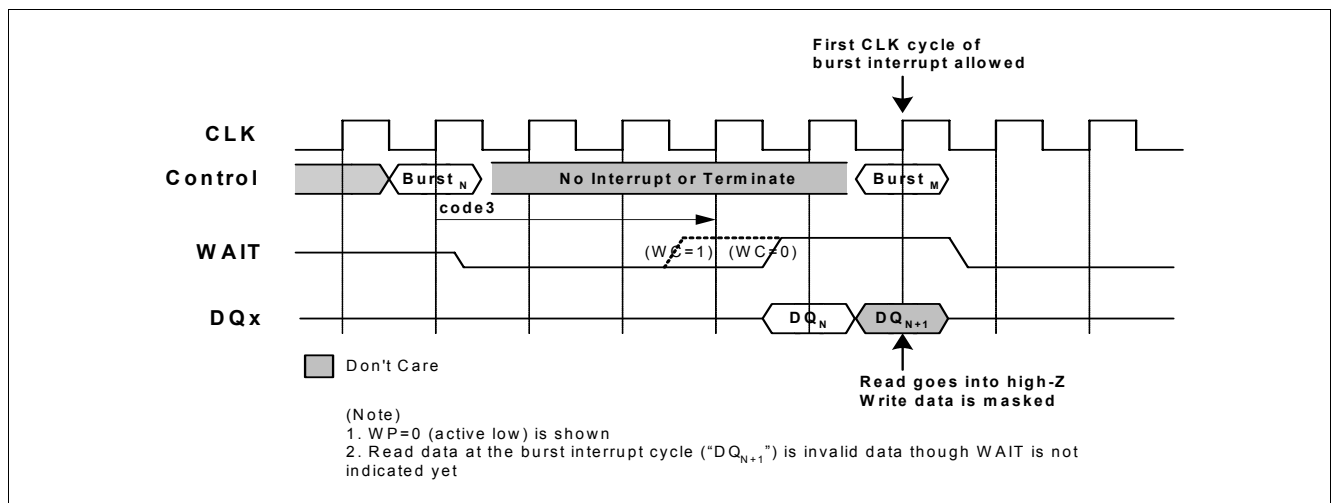 First CLK cycle of
burst interrupt allowed
CLK
Control
Burst N
No Interrupt or Terminate
Burst M
code3
WAIT
(WC=1) (WC=0)
DQx
DQN
DQN+1
Don't Care
Read goes into high-Z
Write data is masked
(Note)
1. WP=0 (active low) is shown
2. Read data at the burst interrupt cycle (“DQN+1”) is invalid data though WAIT is not
indicated yet